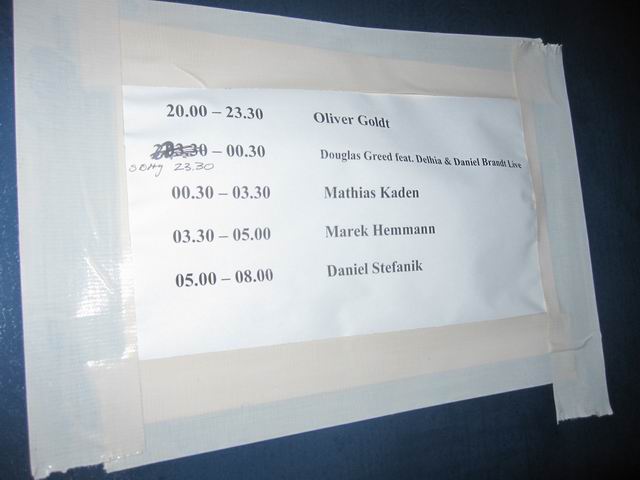 20.00 – 23.30 Oliver Goldt
– 00.30 Douglas Greed feat. Delhia & Daniel Brandt Live
23.30
00.30 – 03.30 Mathias Kaden
03.30 – 05.00 Marek Hemmann
05.00 – 08.00 Daniel Stefanik